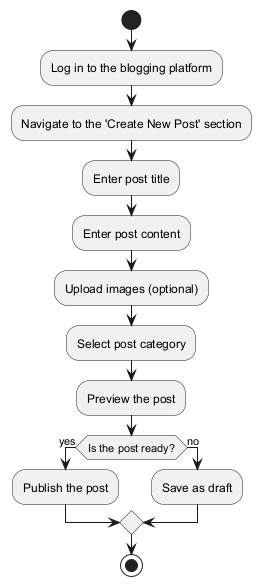 Log in to the blogging platform
Navigate to the 'Create New Post' section
Enter post title
Enter post content
Upload images (optional)
Select post category
Preview the post
Is the post ready?
yes
no
Publish the post
Save as draft